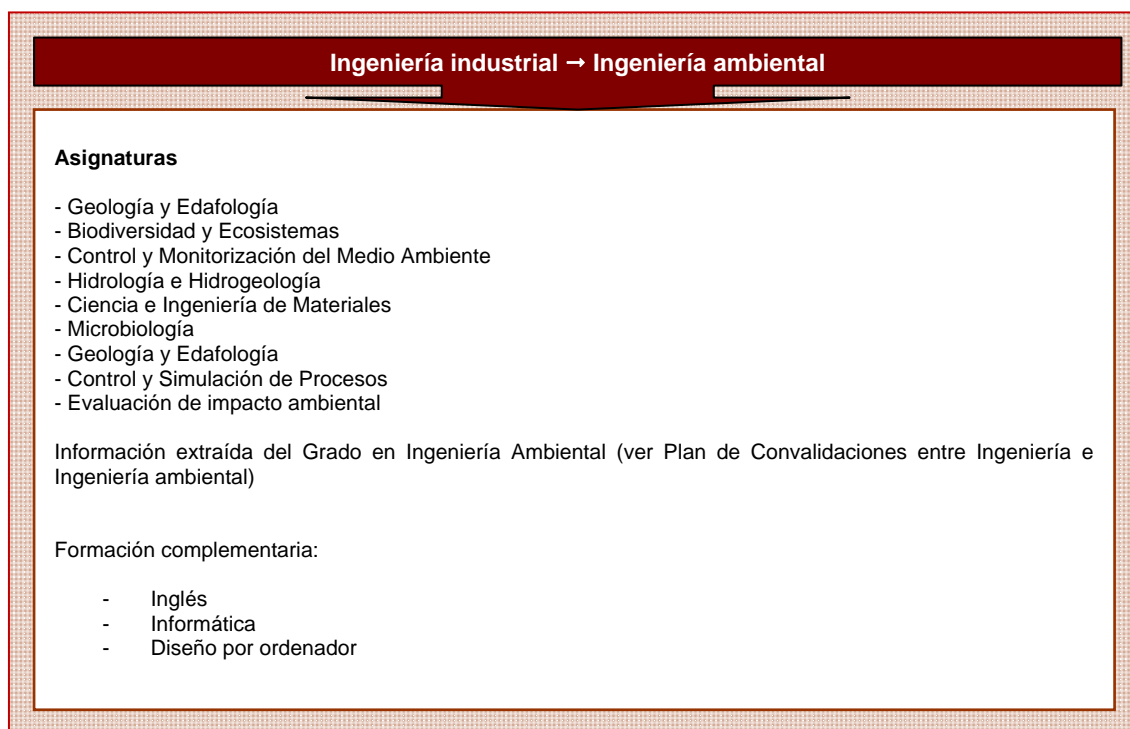 Ingeniería industrial → Ingeniería ambiental
Asignaturas
- Geología y Edafología
- Biodiversidad y Ecosistemas
- Control y Monitorización del Medio Ambiente
- Hidrología e Hidrogeología
- Ciencia e Ingeniería de Materiales
- Microbiología
- Geología y Edafología
- Control y Simulación de Procesos
- Evaluación de impacto ambiental
Información extraída del Grado en Ingeniería Ambiental (ver Plan de Convalidaciones entre Ingeniería e
Ingeniería ambiental)
Formación complementaria:
- Inglés
- Informática
- Diseño por ordenador